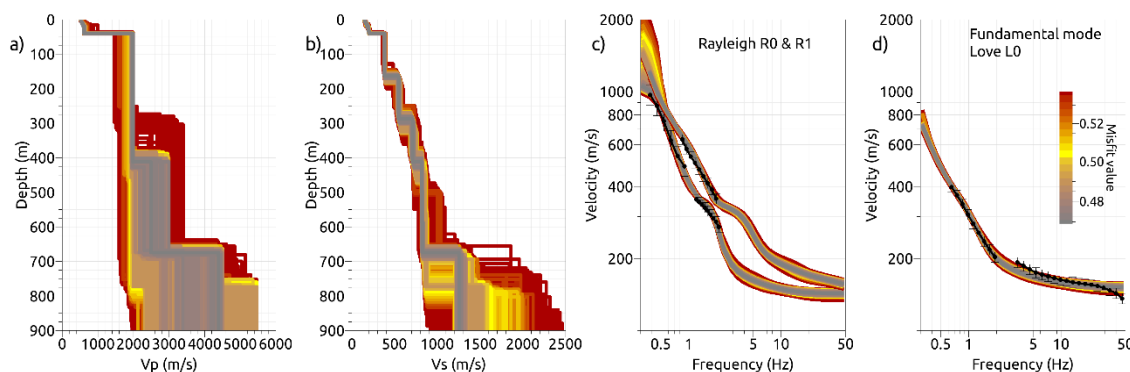 a)
0
100
200
300
400
500
600
700
800
900
Depth (m)
0 1000 2000 3000 4000 5000 6000
Vp (m/s)
b)
0
100
200
300
400
500
600
700
800
900
Depth (m)
0 500 1000 1500 2000 2500
Vs (m/s)
c)
Rayleigh R0 & R1
2000
1000
800
600
400
200
Velocity (m/s)
0.5 1 5 10 50
Frequency (Hz)
d)
Fundamental mode
Love L0
2000
1000
800
600
400
200
Velocity (m/s)
0.5 1 5 10 50
Frequency (Hz)
0.52
0.50
0.48
Misfit value